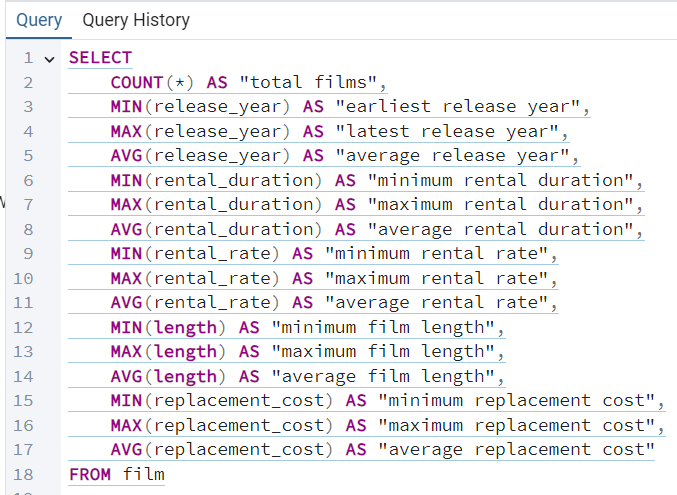 Query Query History
1 SELECT
2 COUNT(*) AS "total films",
3 MIN(release_year) AS "earliest release year",
4 MAX(release_year) AS "latest release year",
5 AVG(release_year) AS "average release year",
6 MIN(rental_duration) AS "minimum rental duration",
7 MAX(rental_duration) AS "maximum rental duration",
8 AVG(rental_duration) AS "average rental duration",
9 MIN(rental_rate) AS "minimum rental rate",
10 MAX(rental_rate) AS "maximum rental rate",
11 AVG(rental_rate) AS "average rental rate",
12 MIN(length) AS "minimum film length",
13 MAX(length) AS "maximum film length",
14 AVG(length) AS "average film length",
15 MIN(replacement_cost) AS "minimum replacement cost",
16 MAX(replacement_cost) AS "maximum replacement cost",
17 AVG(replacement_cost) AS "average replacement cost"
18 FROM film